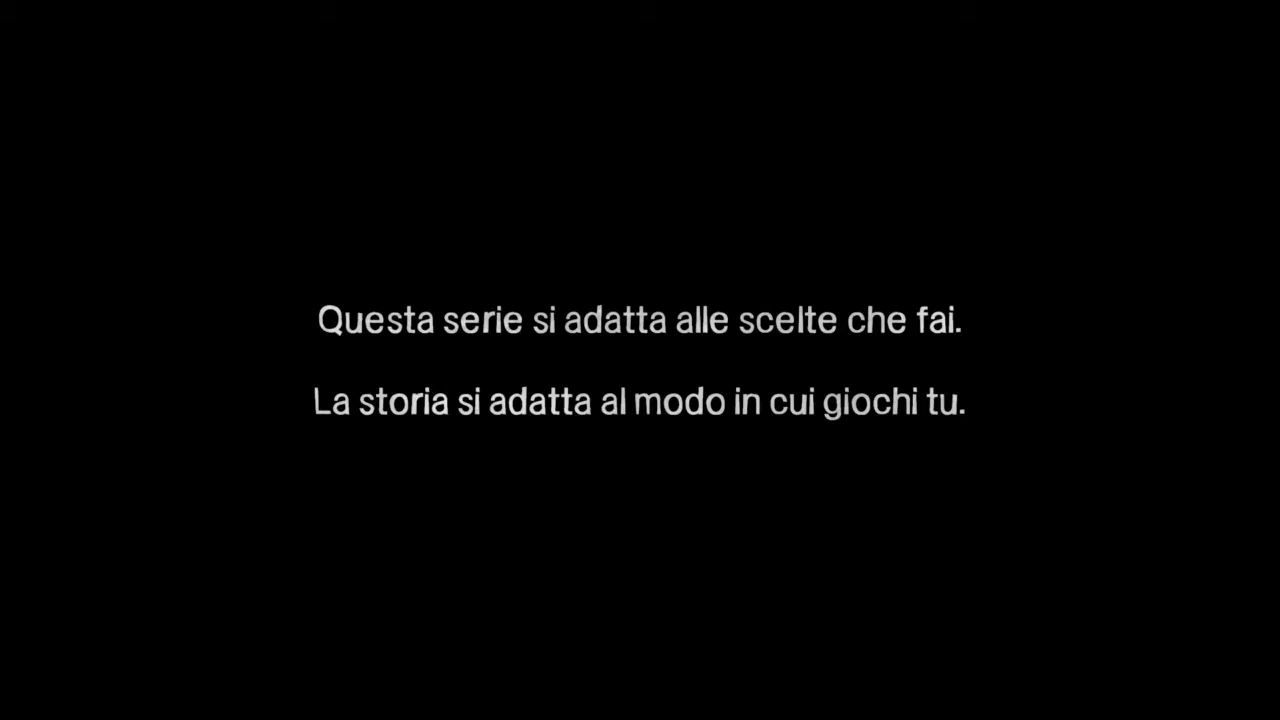 Questa serie si adatta alle scelte che fai.
La storia si adatta al modo in cui giochi tu.